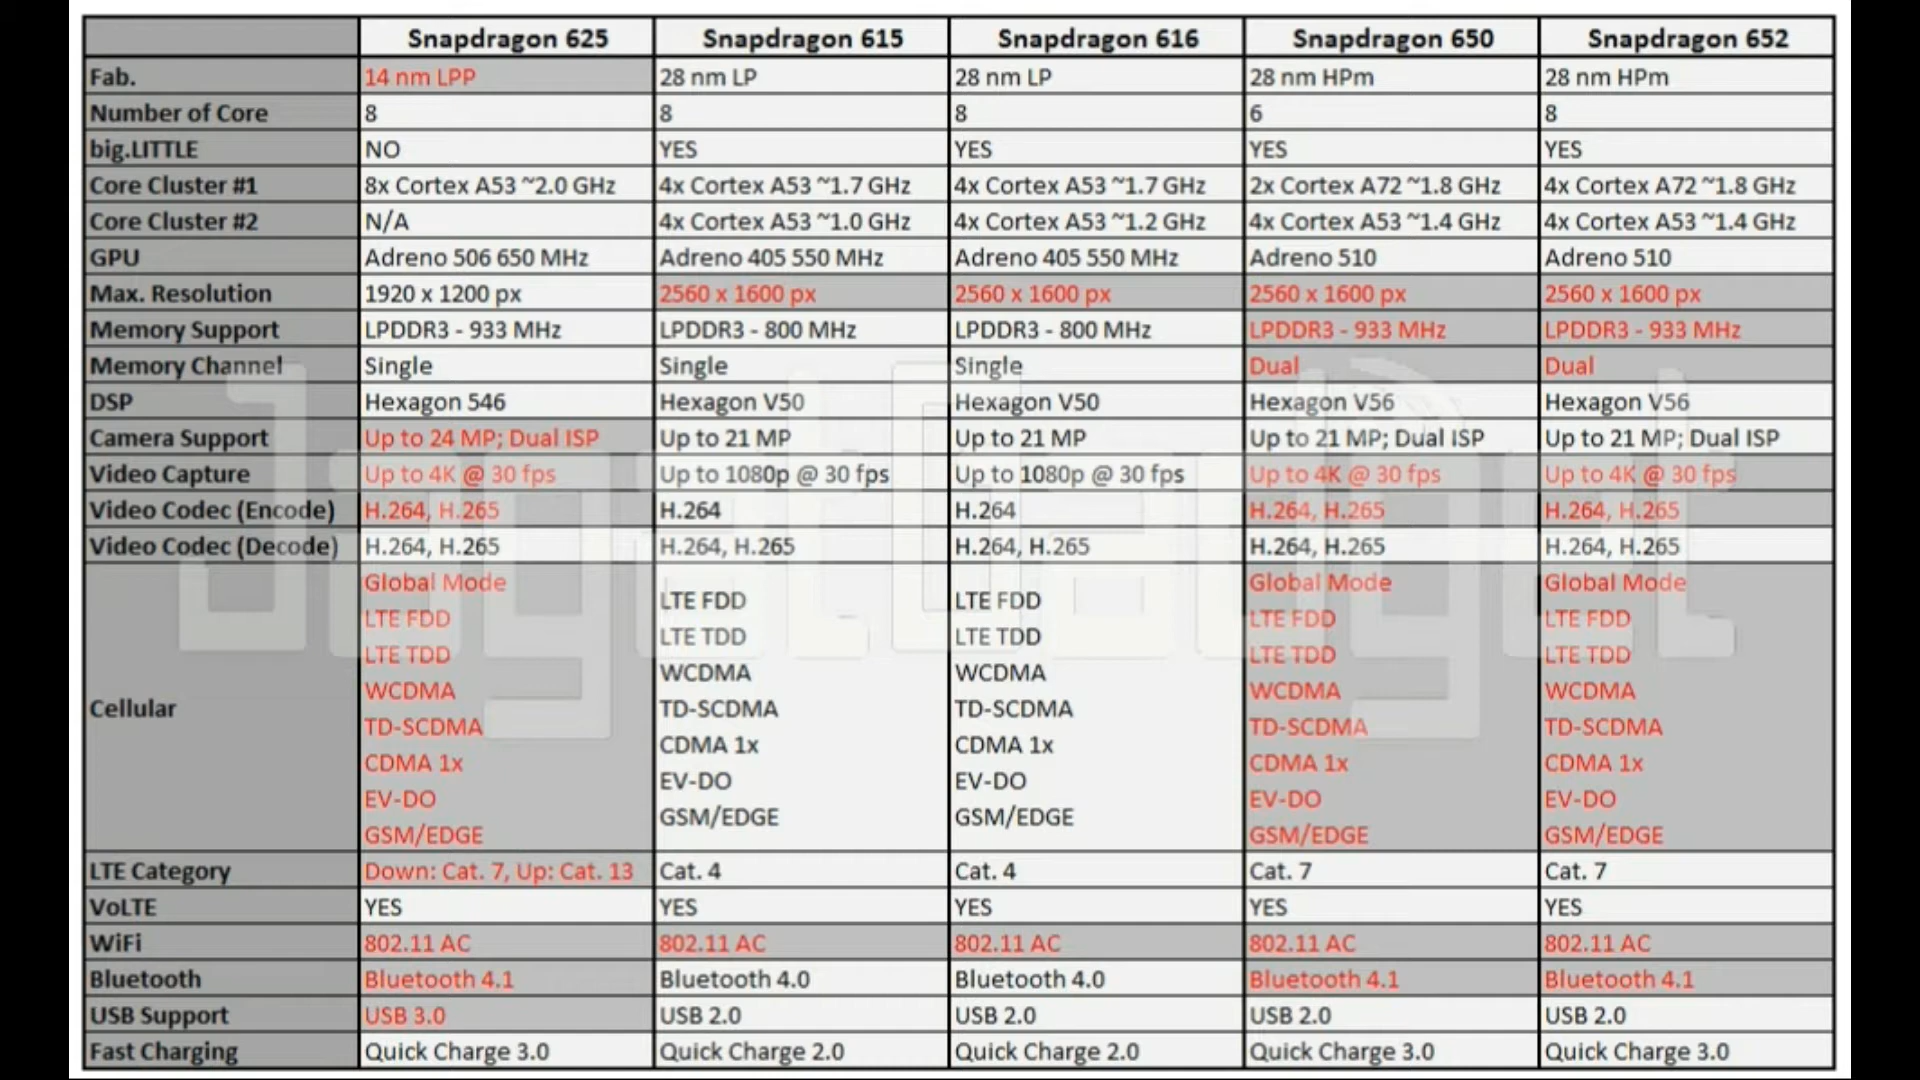 Snapdragon 625 Snapdragon 615 Snapdragon 616 Snapdragon 650 Snapdragon 652
Fab. 14 nm LPP 28 nm LP 28 nm LP 28 nm HPm 28 nm HPm
Number of Core 8 8 8 6 8
big.LITTLE NO YES YES YES YES
Core Cluster #1 8x Cortex A53 ~2.0 GHz 4x Cortex A53 ~1.7 GHz 4x Cortex A53 ~1.7 GHz 2x Cortex A72 ~1.8 GHz 4x Cortex A72 ~1.8 GHz
Core Cluster #2 N/A 4x Cortex A53 ~1.0 GHz 4x Cortex A53 ~1.2 GHz 4x Cortex A53 ~1.4 GHz 4x Cortex A53 ~1.4 GHz
GPU Adreno 506 650 MHz Adreno 405 550 MHz Adreno 405 550 MHz Adreno 510 Adreno 510
Max. Resolution 1920 x 1200 px 2560 x 1600 px 2560 x 1600 px 2560 x 1600 px 2560 x 1600 px
Memory Support LPDDR3 - 933 MHz LPDDR3 - 800 MHz LPDDR3 - 800 MHz LPDDR3 - 933 MHz LPDDR3 - 933 MHz
Memory Channel Single Single Single Dual Dual
DSP Hexagon 546 Hexagon V50 Hexagon V50 Hexagon V56 Hexagon V56
Camera Support Up to 24 MP; Dual ISP Up to 21 MP Up to 21 MP Up to 21 MP; Dual ISP Up to 21 MP; Dual ISP
Video Capture Up to 4K @ 30 fps Up to 1080p @ 30 fps Up to 1080p @ 30 fps Up to 4K @ 30 fps Up to 4K @ 30 fps
Video Codec (Encode) H.264, H.265 H.264 H.264 H.264, H.265 H.264, H.265
Video Codec (Decode) H.264, H.265 H.264, H.265 H.264, H.265 H.264, H.265 H.264, H.265
Cellular
Global Mode
LTE FDD
LTE TDD
WCDMA
TD-SCDMA
CDMA 1x
EV-DO
GSM/EDGE
LTE FDD
LTE TDD
WCDMA
TD-SCDMA
CDMA 1x
EV-DO
GSM/EDGE
LTE FDD
LTE TDD
WCDMA
TD-SCDMA
CDMA 1x
EV-DO
GSM/EDGE
Global Mode
LTE FDD
LTE TDD
WCDMA
TD-SCDMA
CDMA 1x
EV-DO
GSM/EDGE
Global Mode
LTE FDD
LTE TDD
WCDMA
TD-SCDMA
CDMA 1x
EV-DO
GSM/EDGE
LTE Category Down: Cat. 7, Up: Cat. 13 Cat. 4 Cat. 4 Cat. 7 Cat. 7
VoLTE YES YES YES YES YES
WiFi 802.11 AC 802.11 AC 802.11 AC 802.11 AC 802.11 AC
Bluetooth Bluetooth 4.1 Bluetooth 4.0 Bluetooth 4.0 Bluetooth 4.1 Bluetooth 4.1
USB Support USB 3.0 USB 2.0 USB 2.0 USB 2.0 USB 2.0
Fast Charging Quick Charge 3.0 Quick Charge 2.0 Quick Charge 2.0 Quick Charge 3.0 Quick Charge 3.0